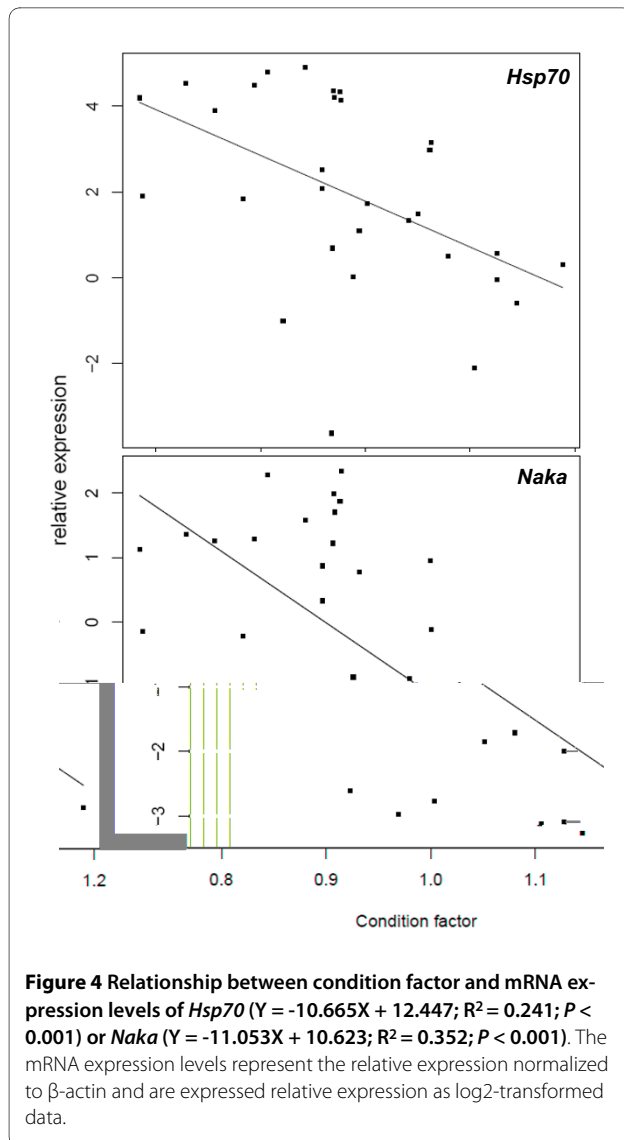 Hsp70
4
2
0
-2
relative expression
Naka
2
1
0
-2
-3
1.2 0.8 0.9 1.0 1.1
Condition factor
Figure 4 Relationship between condition factor and mRNA ex-
pression levels of Hsp70 (Y = -10.665X + 12.447; R² = 0.241; P <
0.001) or Naka (Y = -11.053X + 10.623; R² = 0.352; P < 0.001). The
mRNA expression levels represent the relative expression normalized
to β-actin and are expressed relative expression as log2-transformed
data.